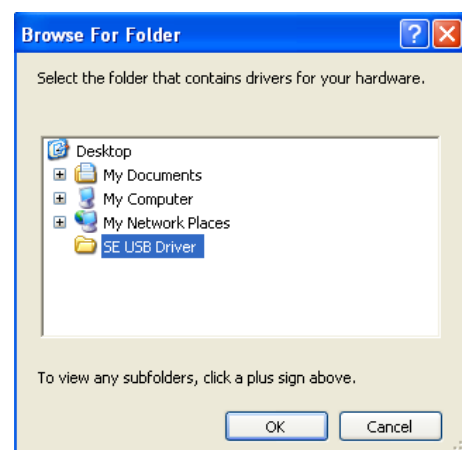 Browse For Folder
Select the folder that contains drivers for your hardware.
Desktop
My Documents
My Computer
My Network Places
SE USB Driver
To view any subfolders, click a plus sign above.
OK Cancel